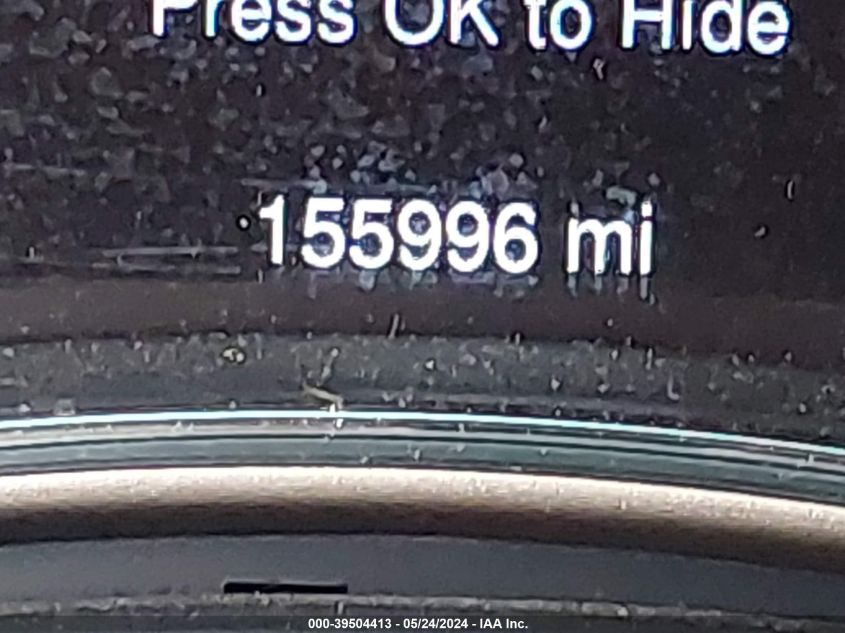 Press OK to Hide
155996 mi
000-39504413 - 05/24/2024 - IAA Inc.